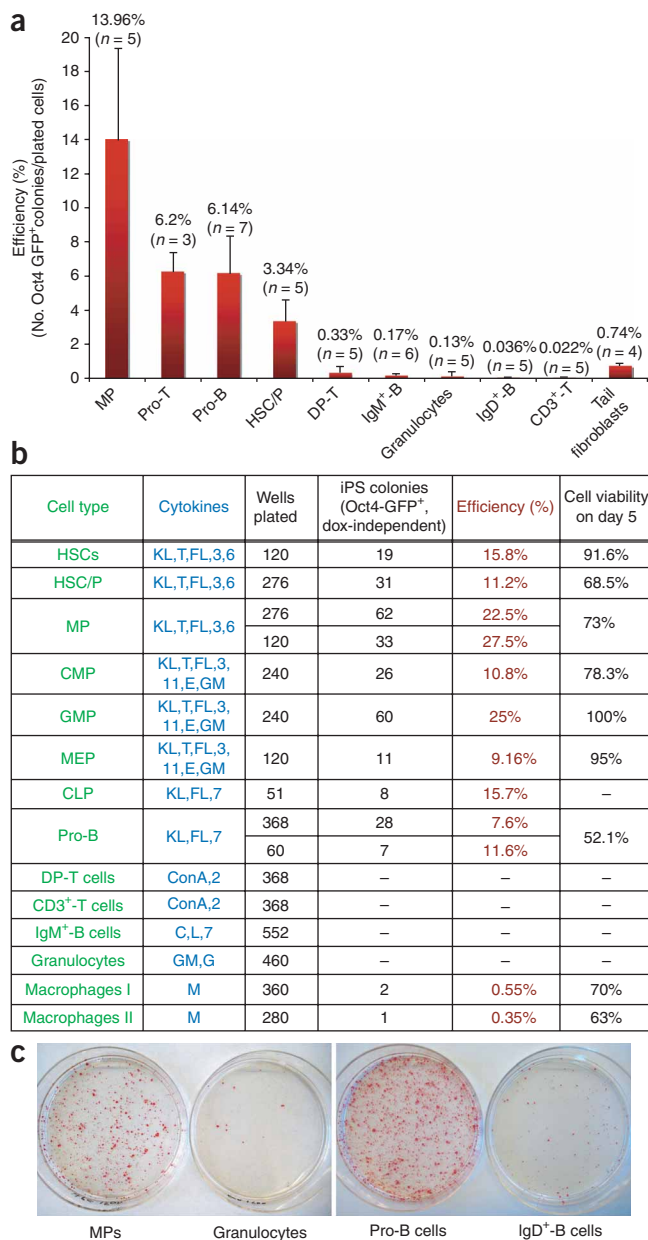 a
13.96%
(n = 5)
6.2%
(n = 3)
6.14%
(n = 7)
3.34%
(n = 5)
0.33%
(n = 5)
0.17%
(n = 6)
0.13%
(n = 5)
0.036%
(n = 5)
0.022%
(n = 5)
0.74%
(n = 4)
Efficiency (%)
(No. Oct4 GFP⁺colonies/plated cells)
20
18
16
14
12
10
8
6
4
2
0
MP
Pro-T
Pro-B
HSC/P
DP-T
IgM⁺-B
Granulocytes
IgD⁺-B
CD3⁺-T
Tail
fibroblasts
b
Cell type Cytokines Wells plated iPS colonies (Oct4-GFP⁺, dox-independent) Efficiency (%) Cell viability on day 5
HSCs KL,T,FL,3,6 120 19 15.8% 91.6%
HSC/P KL,T,FL,3,6 276 31 11.2% 68.5%
MP KL,T,FL,3,6 276 62 22.5% 73%
120 33 27.5%
CMP KL,T,FL,3, 11,E,GM 240 26 10.8% 78.3%
GMP KL,T,FL,3, 11,E,GM 240 60 25% 100%
MEP KL,T,FL,3, 11,E,GM 120 11 9.16% 95%
CLP KL,FL,7 51 8 15.7% –
Pro-B KL,FL,7 368 28 7.6% 52.1%
60 7 11.6%
DP-T cells ConA,2 368 – – –
CD3⁺-T cells ConA,2 368 – – –
IgM⁺-B cells C,L,7 552 – – –
Granulocytes GM,G 460 – – –
Macrophages I M 360 2 0.55% 70%
Macrophages II M 280 1 0.35% 63%
c
MPs
Granulocytes
Pro-B cells
IgD⁺-B cells